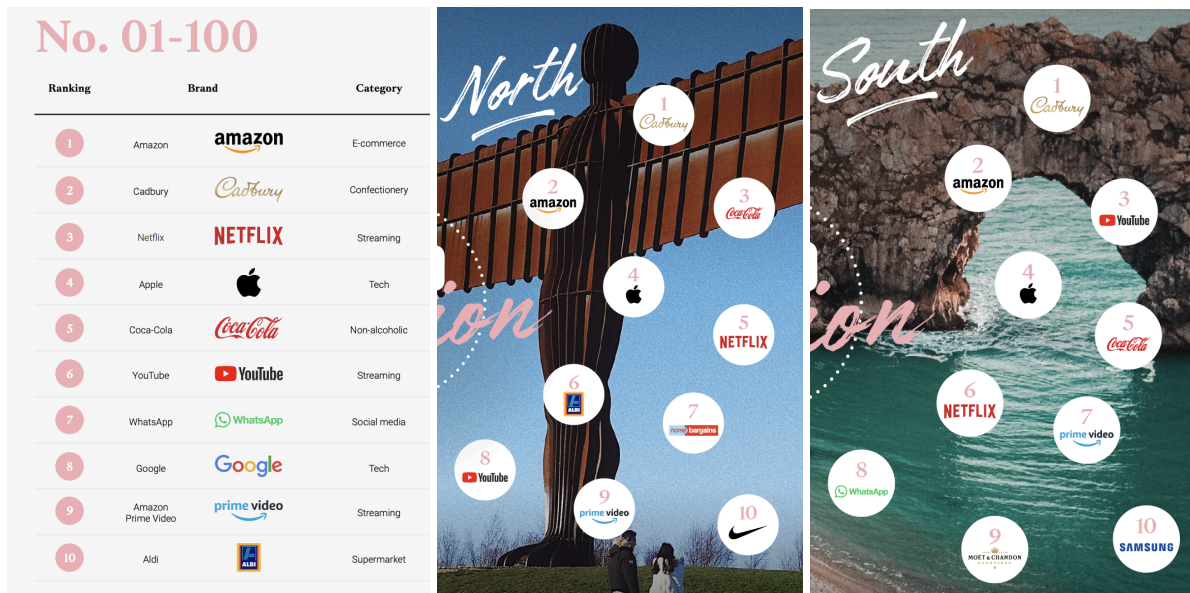 No. 01-100
Ranking Brand Category
1 Amazon amazon E-commerce
2 Cadbury Cadbury Confectionery
3 Netflix NETFLIX Streaming
4 Apple Tech
5 Coca-Cola Coca-Cola Non-alcoholic
6 YouTube YouTube Streaming
7 WhatsApp WhatsApp Social media
8 Google Google Tech
9 Amazon
Prime Video prime video Streaming
10 Aldi ALDI Supermarket
North
1
Cadbury
2
amazon
3
Coca-Cola
4
5
NETFLIX
ion
6
ALDI
7
home bargains
8
YouTube
9
prime video
10
South
1
Cadbury
2
amazon
3
YouTube
4
5
Coca-Cola
ion
6
NETFLIX
7
prime video
8
WhatsApp
9
MOËT & CHANDON
10
SAMSUNG